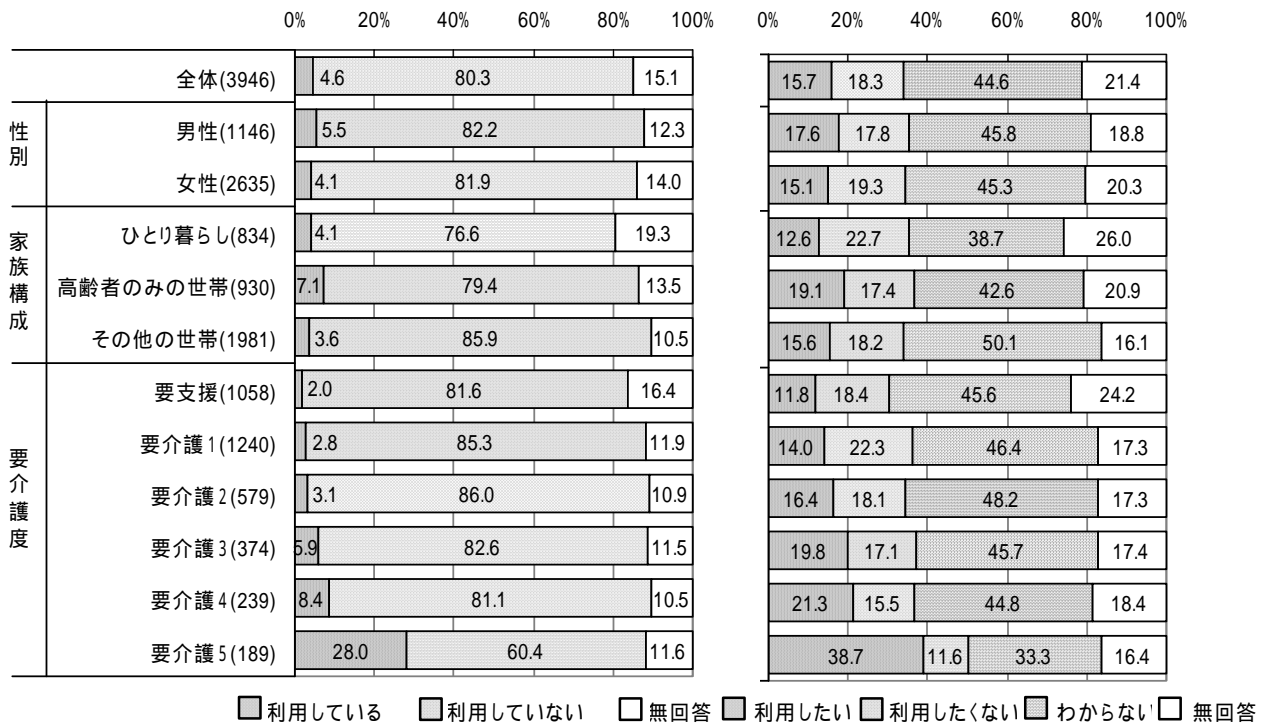 0% 20% 40% 60% 80% 100% 0% 20% 40% 60% 80% 100%
全体(3946) 4.6 80.3 15.1 15.7 18.3 44.6 21.4
性別
男性(1146) 5.5 82.2 12.3 17.6 17.8 45.8 18.8
女性(2635) 4.1 81.9 14.0 15.1 19.3 45.3 20.3
家族構成
ひとり暮らし(834) 4.1 76.6 19.3 12.6 22.7 38.7 26.0
高齢者のみの世帯(930) 7.1 79.4 13.5 19.1 17.4 42.6 20.9
その他の世帯(1981) 3.6 85.9 10.5 15.6 18.2 50.1 16.1
要介護度
要支援(1058) 2.0 81.6 16.4 11.8 18.4 45.6 24.2
要介護1(1240) 2.8 85.3 11.9 14.0 22.3 46.4 17.3
要介護2(579) 3.1 86.0 10.9 16.4 18.1 48.2 17.3
要介護3(374) 5.9 82.6 11.5 19.8 17.1 45.7 17.4
要介護4(239) 8.4 81.1 10.5 21.3 15.5 44.8 18.4
要介護5(189) 28.0 60.4 11.6 38.7 11.6 33.3 16.4
利用している 利用していない 無回答 利用したい 利用したくない わからない 無回答